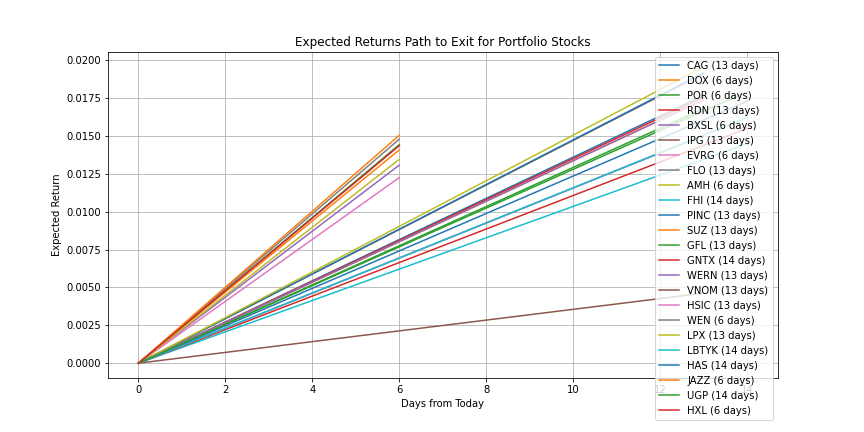 Expected Returns Path to Exit for Portfolio Stocks
Expected Return
0.0200
0.0175
0.0150
0.0125
0.0100
0.0075
0.0050
0.0025
0.0000
CAG (13 days)
DOX (6 days)
POR (6 days)
RDN (13 days)
BXSL (6 days)
IPG (13 days)
EVRG (6 days)
FLO (13 days)
AMH (6 days)
FHI (14 days)
PINC (13 days)
SUZ (13 days)
GFL (13 days)
GNTX (14 days)
WERN (13 days)
VNOM (13 days)
HSIC (13 days)
WEN (6 days)
LPX (13 days)
LBTYK (14 days)
HAS (14 days)
JAZZ (6 days)
UGP (14 days)
HXL (6 days)
0 2 4 6 8 10 12 14
Days from Today